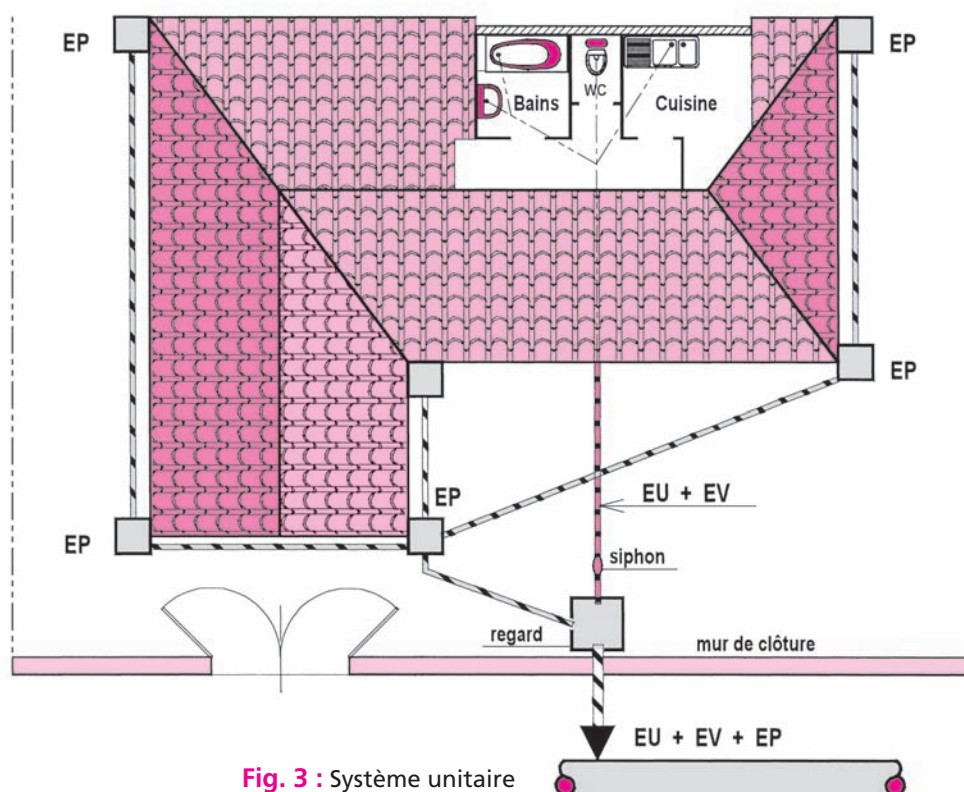 EP
EP
Bains
WC
Cuisine
EP
EP
EP
EU + EV
siphon
regard
mur de clôture
EU + EV + EP
Fig. 3 : Système unitaire